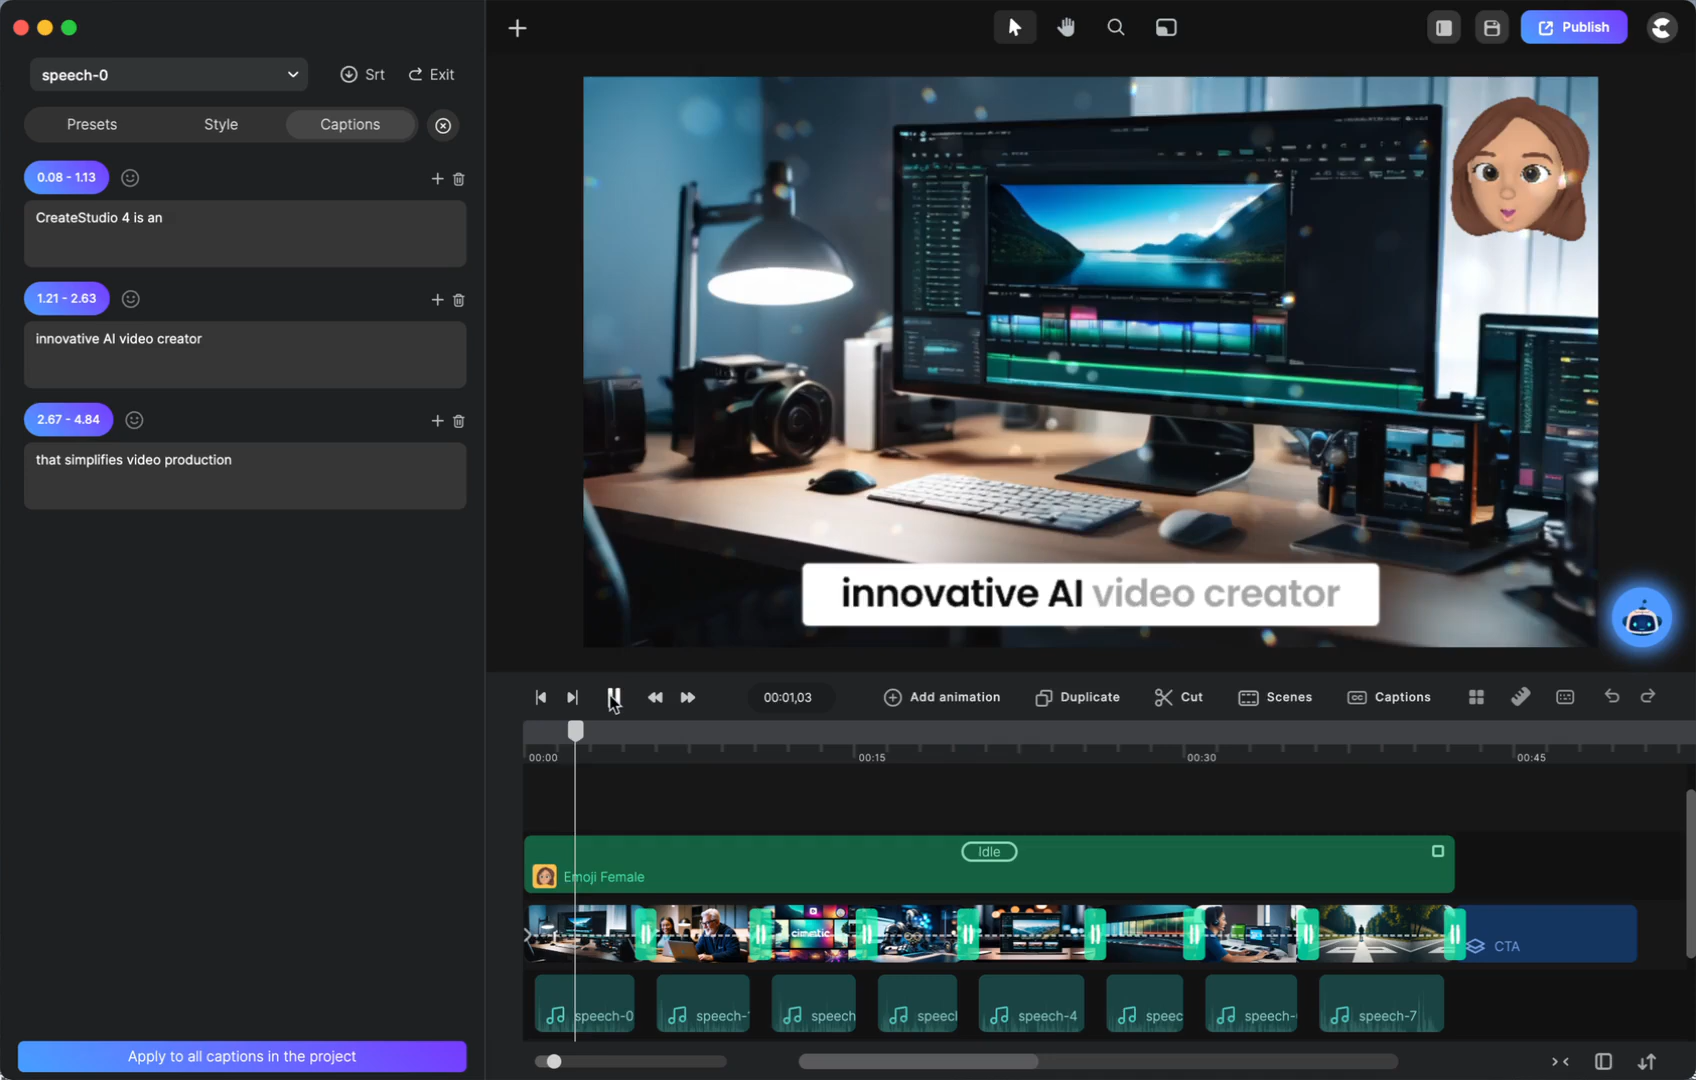 speech-0
Srt
Exit
Publish
Presets
Style
Captions
0.08 - 1.13
CreateStudio 4 is an
1.21 - 2.63
innovative AI video creator
2.67 - 4.84
that simplifies video production
innovative AI video creator
00:01,03
Add animation
Duplicate
Cut
Scenes
CC
Captions
00:00
00:15
00:30
00:45
Idle
Emoji Female
cimatic
CTA
speech-0
speech-
speech
speecl
speech-4
speec
speech-
speech-7
Apply to all captions in the project